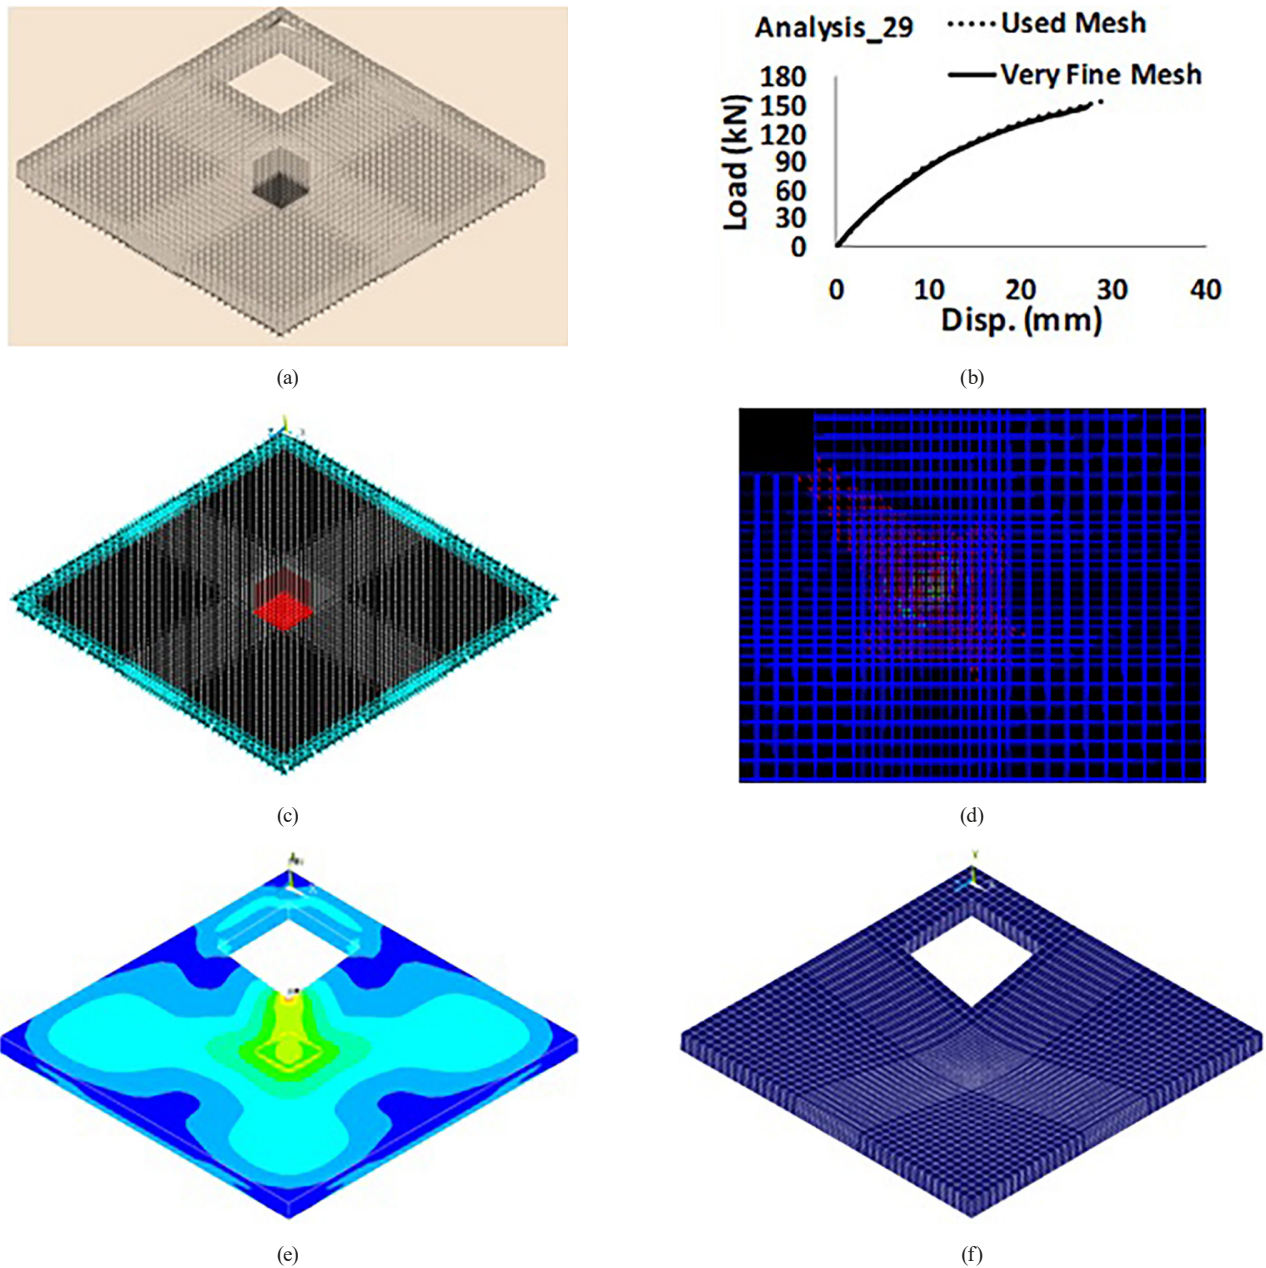 Analysis_29
Used Mesh
Very Fine Mesh
180
150
120
90
60
30
0
Load (kN)
0 10 20 30 40
Disp. (mm)
(a)
(b)
(c)
(d)
Y
(e)
(f)